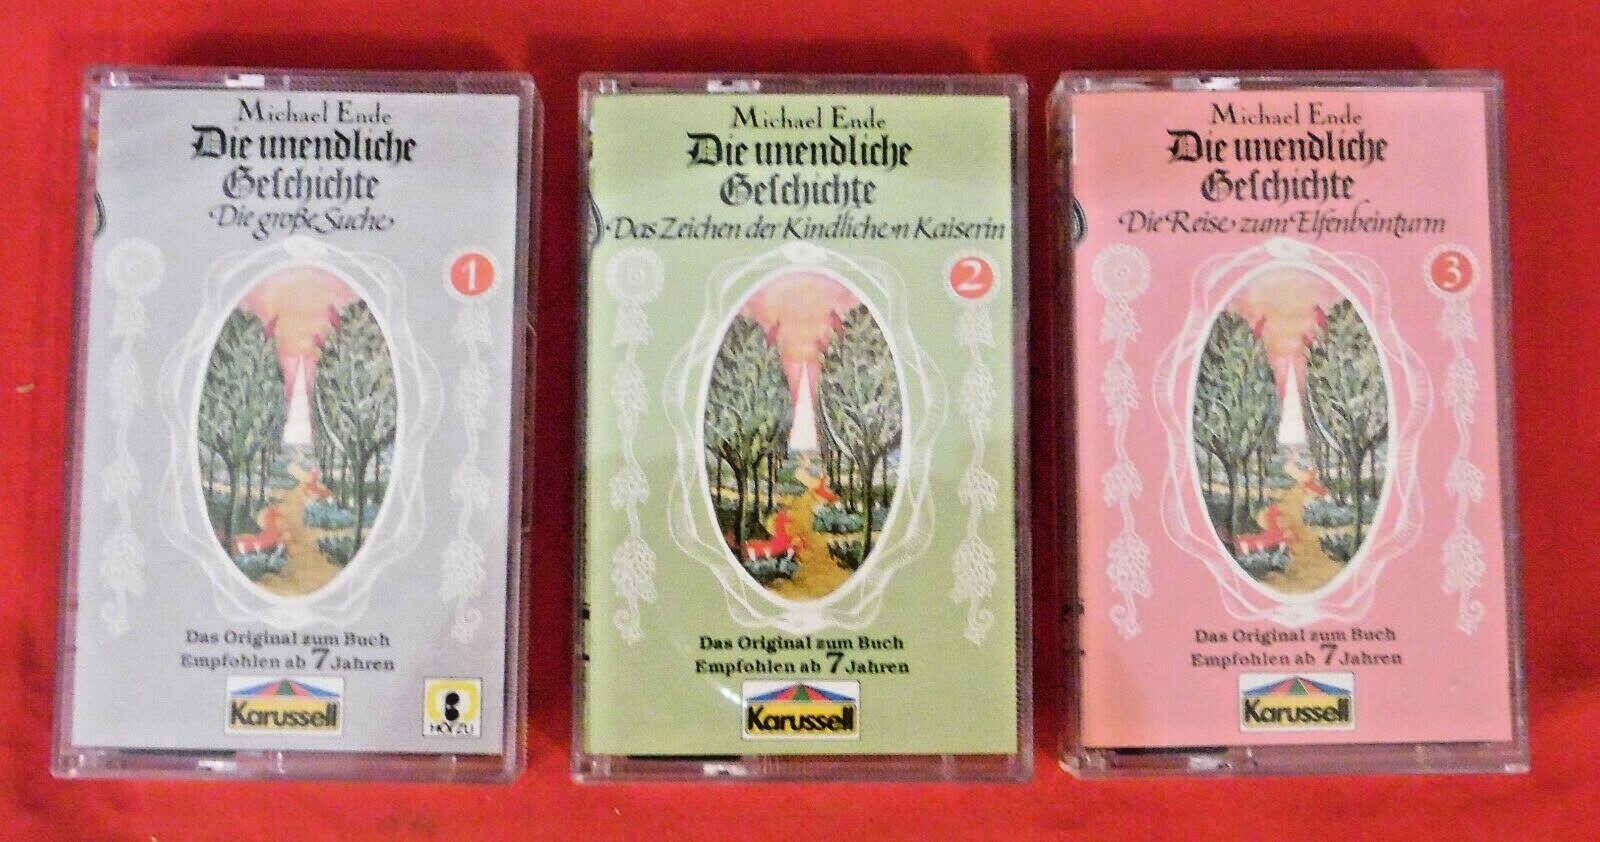 Michael Ende
Die unendliche
Geschichte
Die große Suche
1
Das Original zum Buch
Empfohlen ab 7 Jahren
Karussell
HÖRZU
Michael Ende
Die unendliche
Geschichte
Das Zeichen der Kindlichen Kaiserin
2
Das Original zum Buch
Empfohlen ab 7 Jahren
Karussell
Michael Ende
Die unendliche
Geschichte
Die Reise zum Elfenbeinturm
3
Das Original zum Buch
Empfohlen ab 7 Jahren
Karussell